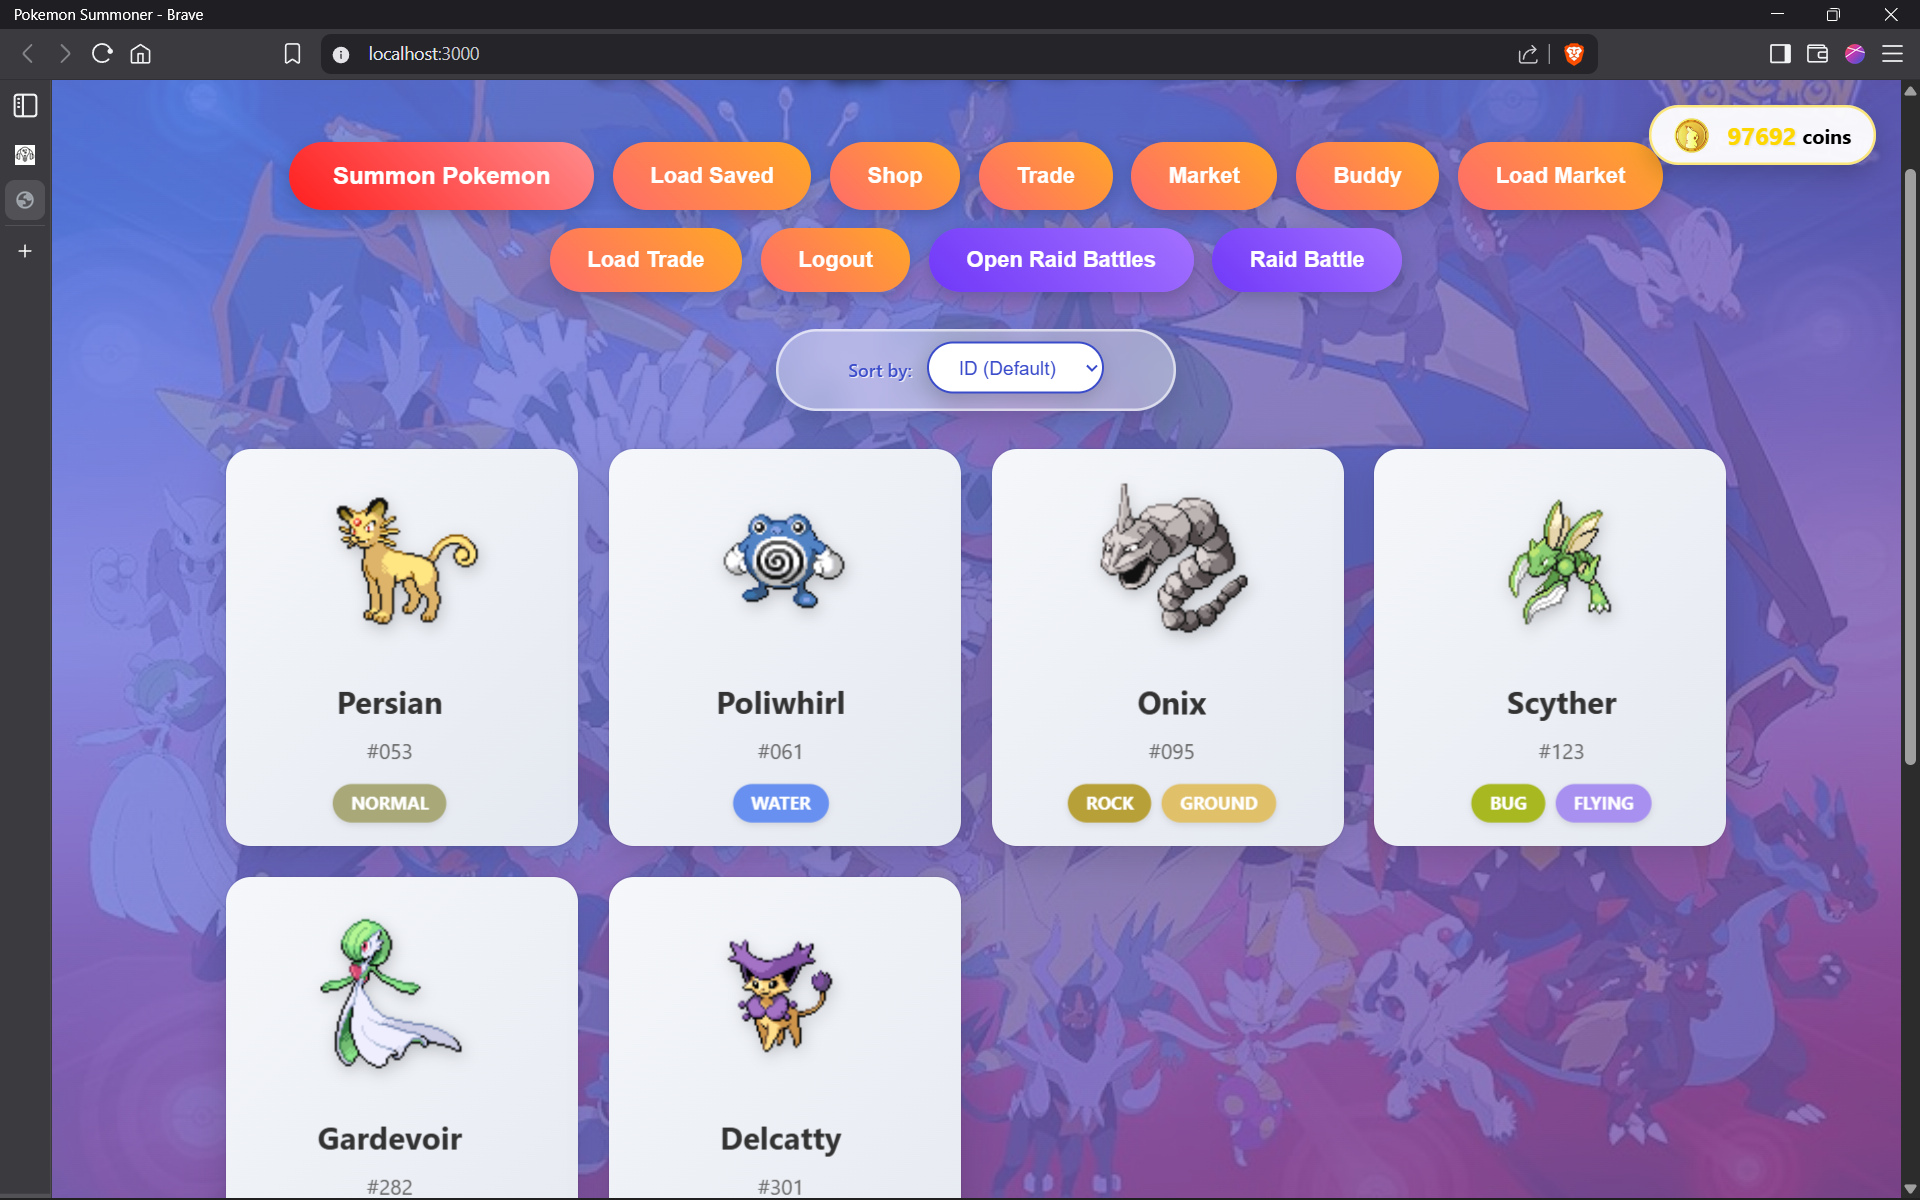 Pokemon Summoner - Brave
localhost:3000
97692 coins
Summon Pokemon
Load Saved
Shop
Trade
Market
Buddy
Load Market
Load Trade
Logout
Open Raid Battles
Raid Battle
Sort by:
ID (Default)
Persian
#053
NORMAL
Poliwhirl
#061
WATER
Onix
#095
ROCK GROUND
Scyther
#123
BUG FLYING
Gardevoir
#282
Delcatty
#301